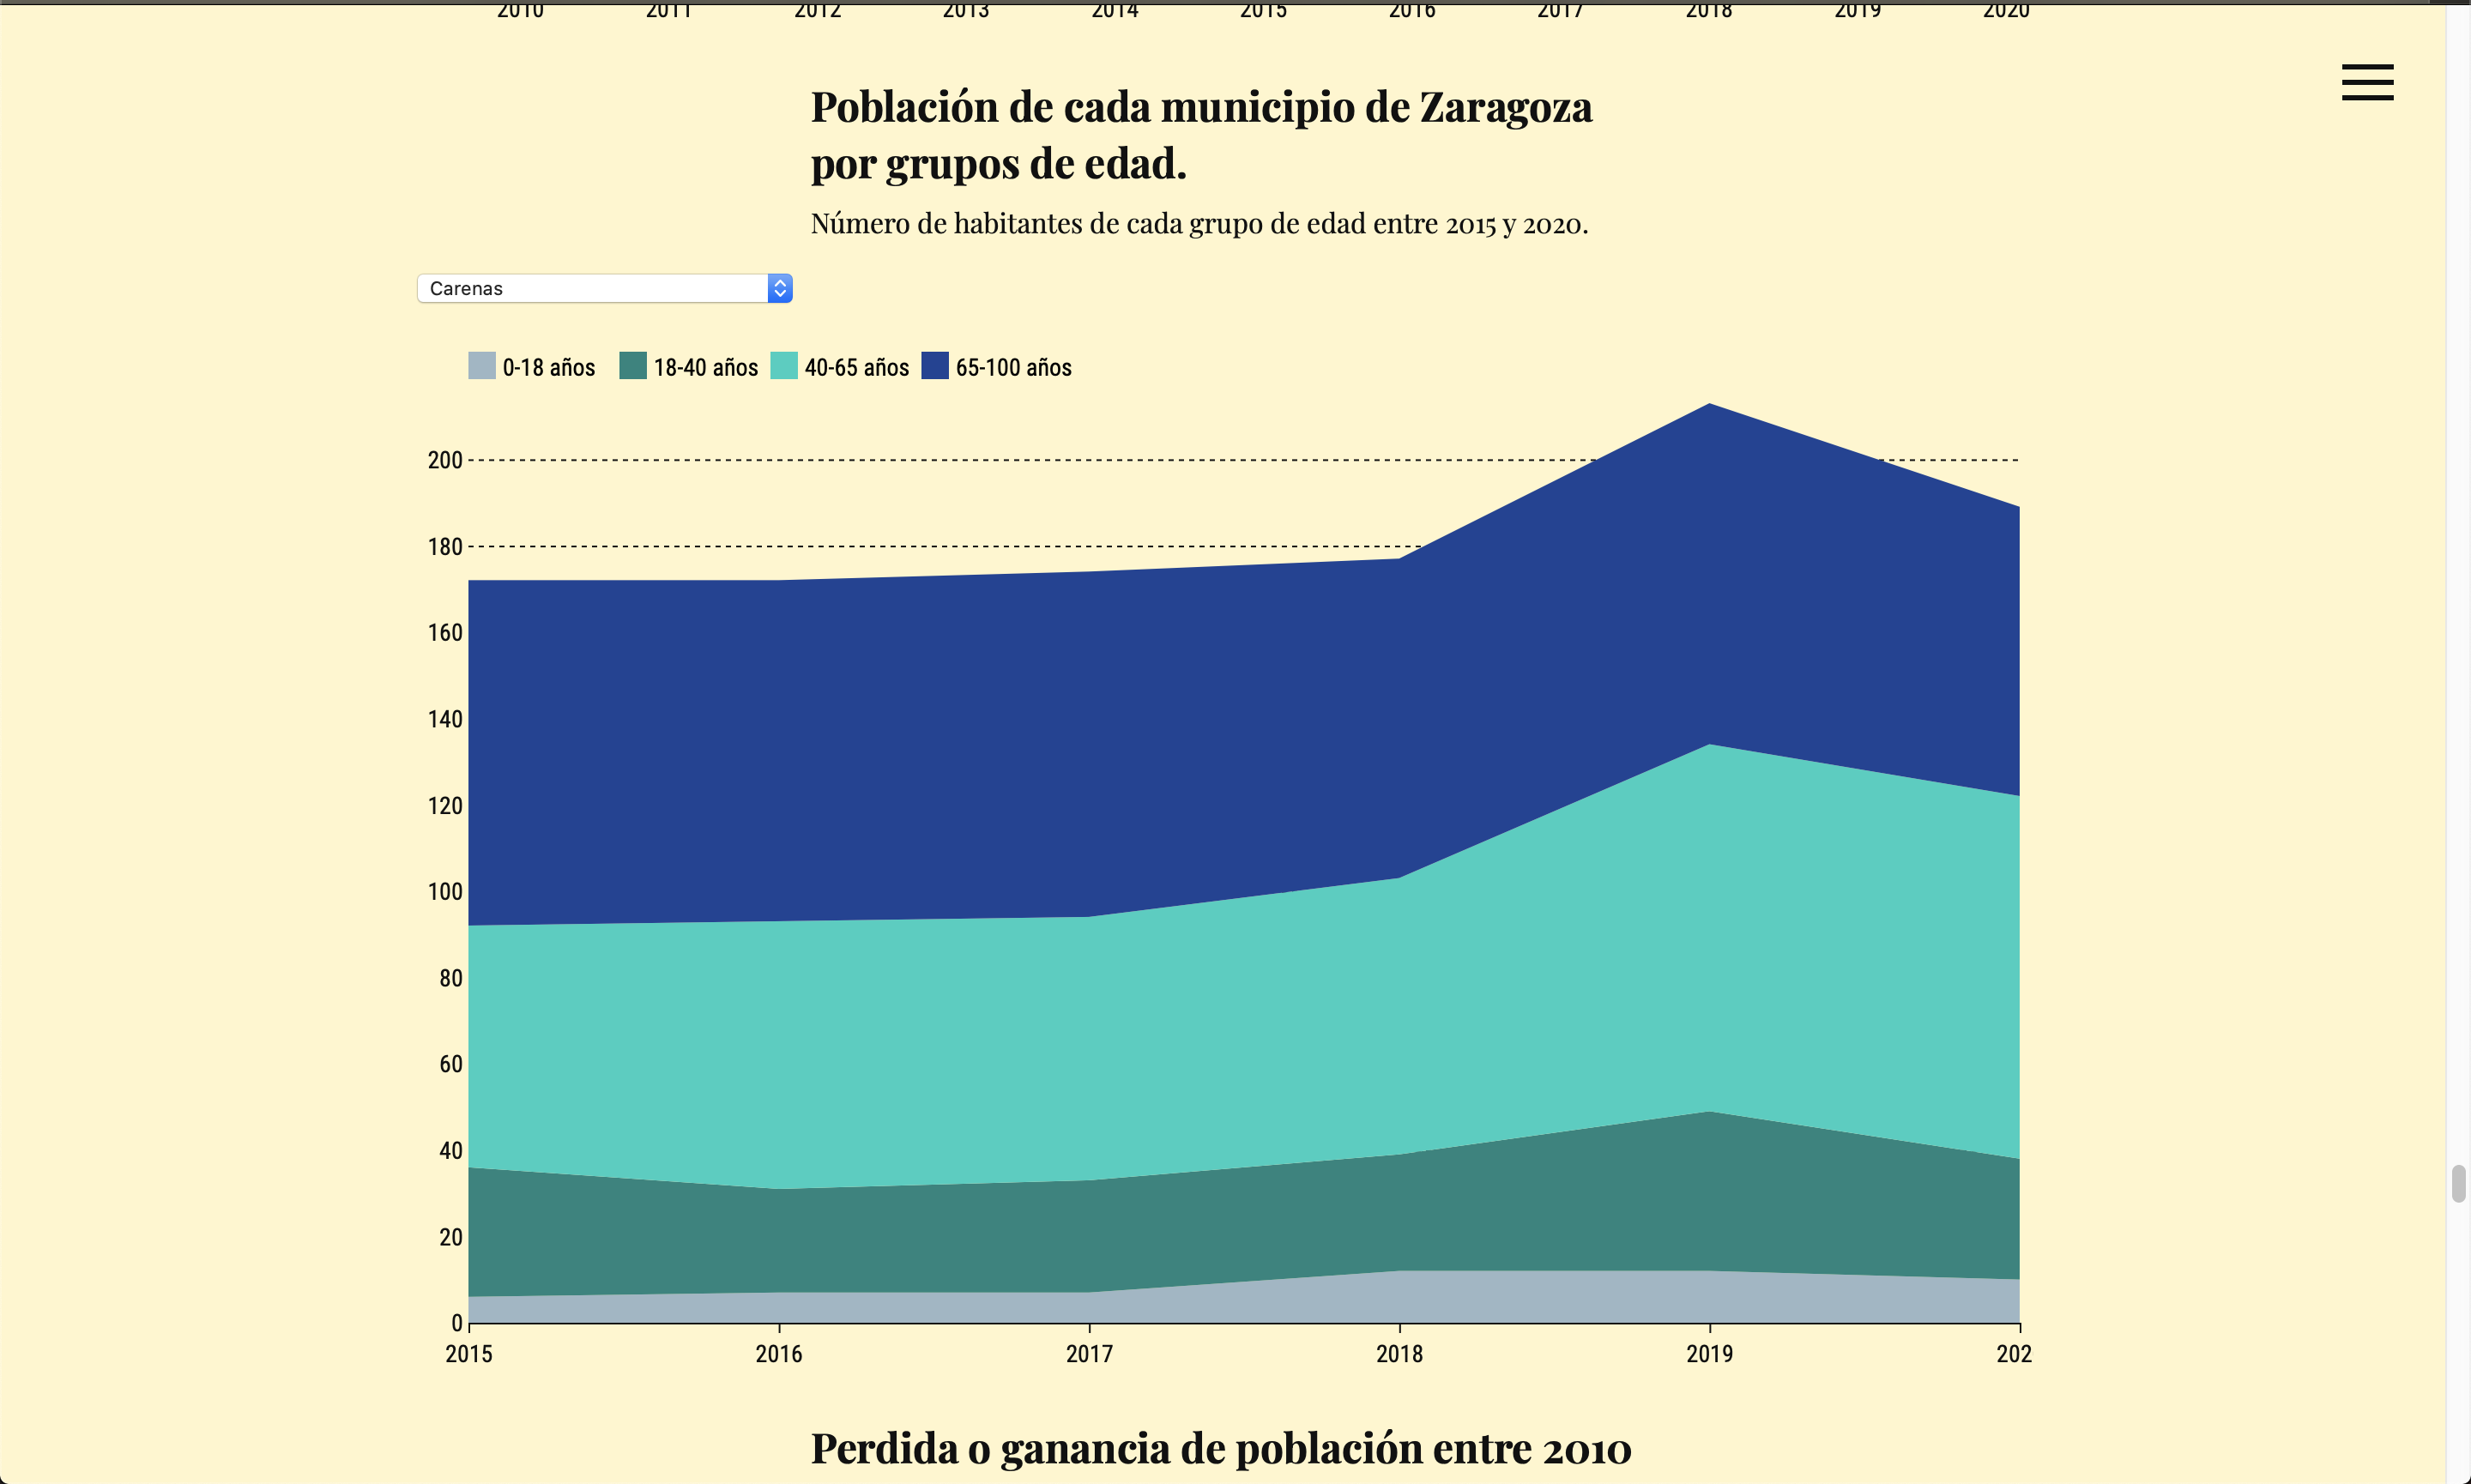 2010 2011 2012 2013 2014 2015 2016 2017 2018 2019 2020
Población de cada municipio de Zaragoza
por grupos de edad.
Número de habitantes de cada grupo de edad entre 2015 y 2020.
Carenas
0-18 años 18-40 años 40-65 años 65-100 años
200
180
160
140
120
100
80
60
40
20
0
2015 2016 2017 2018 2019 202
Perdida o ganancia de población entre 2010